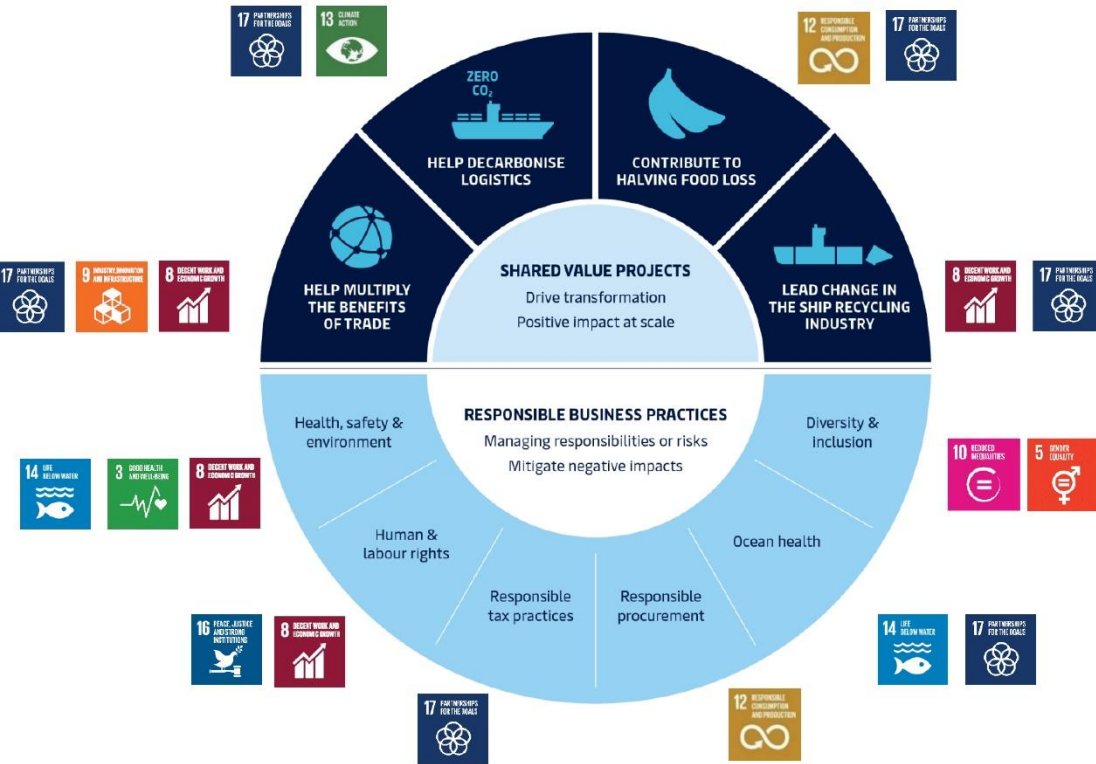 17 PARTNERSHIPS
FOR THE GOALS
13 CLIMATE
ACTION
12 RESPONSIBLE
CONSUMPTION
AND PRODUCTION
17 PARTNERSHIPS
FOR THE GOALS
ZERO
CO₂
HELP DECARBONISE
LOGISTICS
CONTRIBUTE TO
HALVING FOOD LOSS
17 PARTNERSHIPS
FOR THE GOALS
9 INDUSTRY, INNOVATION
AND INFRASTRUCTURE
8 DECENT WORK AND
ECONOMIC GROWTH
HELP MULTIPLY
THE BENEFITS
OF TRADE
SHARED VALUE PROJECTS
Drive transformation
Positive impact at scale
LEAD CHANGE IN
THE SHIP RECYCLING
INDUSTRY
8 DECENT WORK AND
ECONOMIC GROWTH
17 PARTNERSHIPS
FOR THE GOALS
RESPONSIBLE BUSINESS PRACTICES
Managing responsibilities or risks
Mitigate negative impacts
14 LIFE
BELOW WATER
3 GOOD HEALTH
AND WELL-BEING
8 DECENT WORK AND
ECONOMIC GROWTH
Health, safety &
environment
Diversity &
inclusion
10 REDUCED
INEQUALITIES
5 GENDER
EQUALITY
Human &
labour rights
Ocean health
Responsible
tax practices
Responsible
procurement
16 PEACE, JUSTICE
AND STRONG
INSTITUTIONS
8 DECENT WORK AND
ECONOMIC GROWTH
14 LIFE
BELOW WATER
17 PARTNERSHIPS
FOR THE GOALS
17 PARTNERSHIPS
FOR THE GOALS
12 RESPONSIBLE
CONSUMPTION
AND PRODUCTION